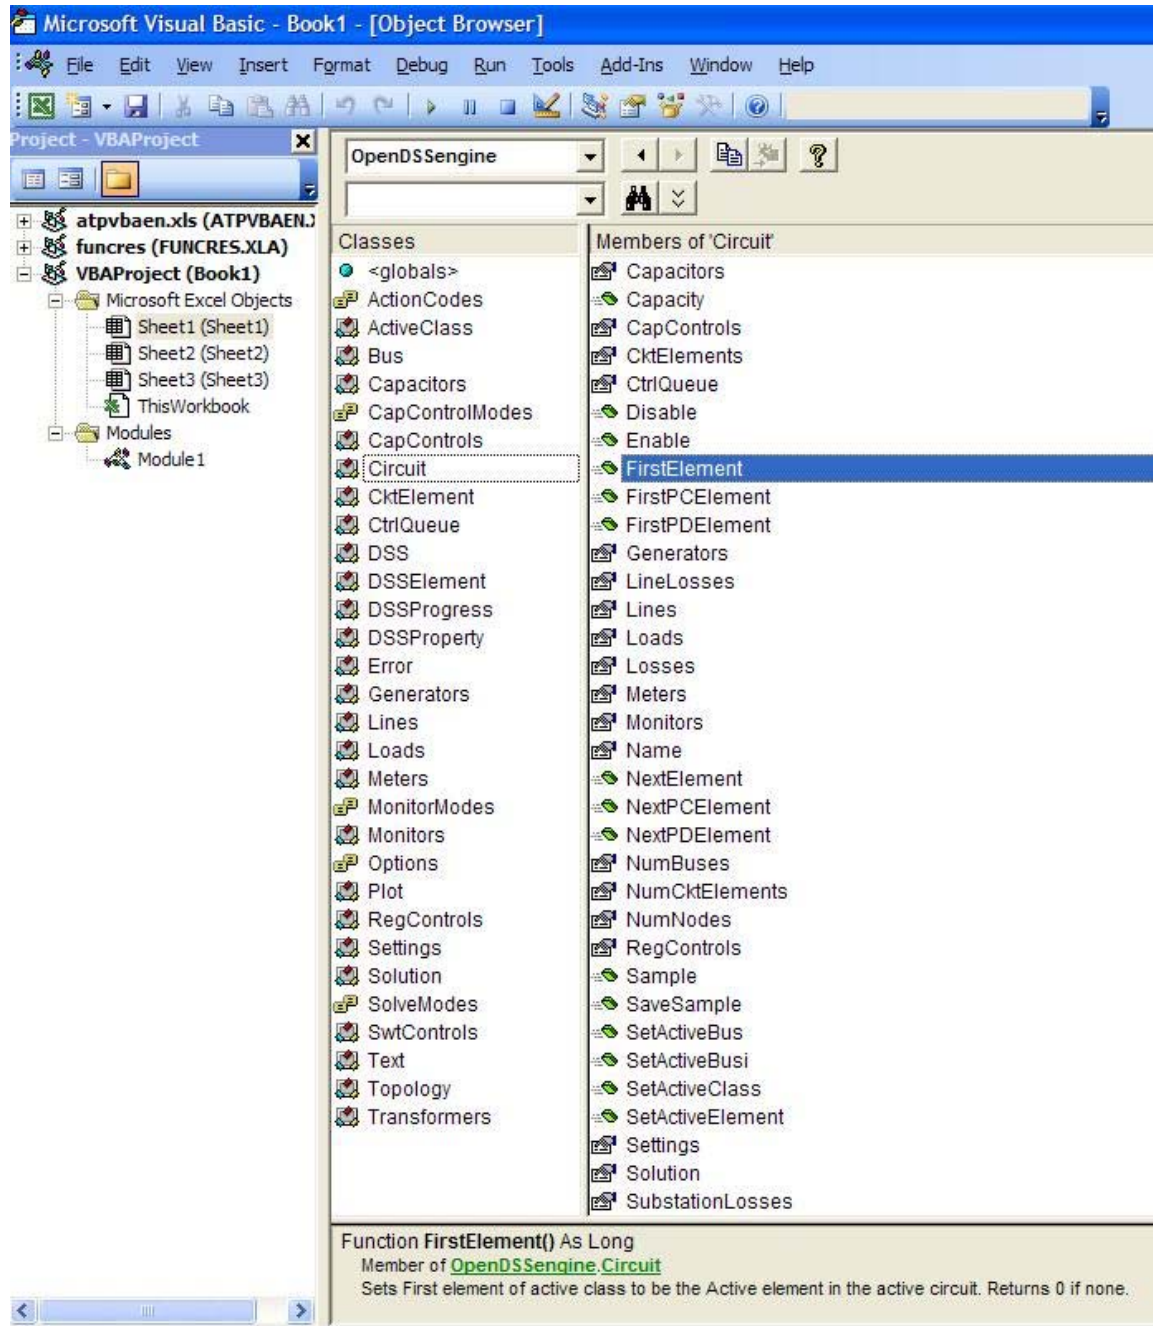 Microsoft Visual Basic - Book1 - [Object Browser]
File Edit View Insert Format Debug Run Tools Add-Ins Window Help
Project - VBAProject
atpvbaen.xls (ATPVBAEN.X
funcres (FUNCRES.XLA)
VBAProject (Book1)
Microsoft Excel Objects
Sheet1 (Sheet1)
Sheet2 (Sheet2)
Sheet3 (Sheet3)
ThisWorkbook
Modules
Module1
OpenDSSengine
Classes
<globals>
ActionCodes
ActiveClass
Bus
Capacitors
CapControlModes
CapControls
Circuit
CktElement
CtrlQueue
DSS
DSSElement
DSSProgress
DSSProperty
Error
Generators
Lines
Loads
Meters
MonitorModes
Monitors
Options
Plot
RegControls
Settings
Solution
SolveModes
SwtControls
Text
Topology
Transformers
Members of 'Circuit'
Capacitors
Capacity
CapControls
CktElements
CtrlQueue
Disable
Enable
FirstElement
FirstPCElement
FirstPDElement
Generators
LineLosses
Lines
Loads
Losses
Meters
Monitors
Name
NextElement
NextPCElement
NextPDElement
NumBuses
NumCktElements
NumNodes
RegControls
Sample
SaveSample
SetActiveBus
SetActiveBusi
SetActiveClass
SetActiveElement
Settings
Solution
SubstationLosses
Function FirstElement() As Long
Member of OpenDSSengine.Circuit
Sets First element of active class to be the Active element in the active circuit. Returns 0 if none.